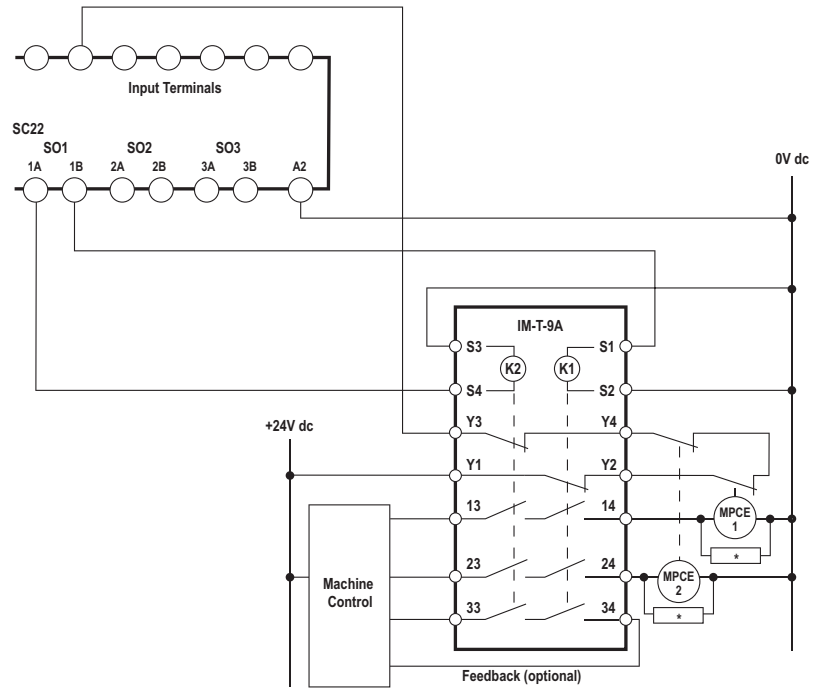 Input Terminals
SC22
SO1 SO2 SO3
1A 1B 2A 2B 3A 3B A2
0V dc
IM-T-9A
S3 S1
K2 K1
S4 S2
+24V dc
Y3 Y4
Y1 Y2
13 14
MPCE
1
*
23 24
MPCE
2
*
Machine
Control
33 34
Feedback (optional)